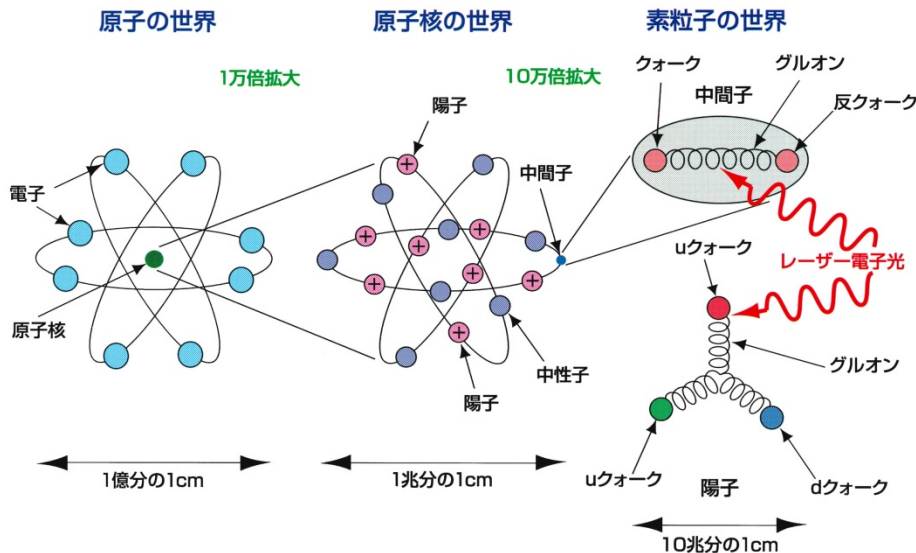 原子の世界
原子核の世界
素粒子の世界
1万倍拡大
10万倍拡大
電子
原子核
1億分の1cm
陽子
中間子
中性子
陽子
1兆分の1cm
クォーク
グルオン
中間子
反クォーク
レーザー電子光
uクォーク
グルオン
uクォーク
dクォーク
陽子
10兆分の1cm
+
+
+
+
+
+
+
+